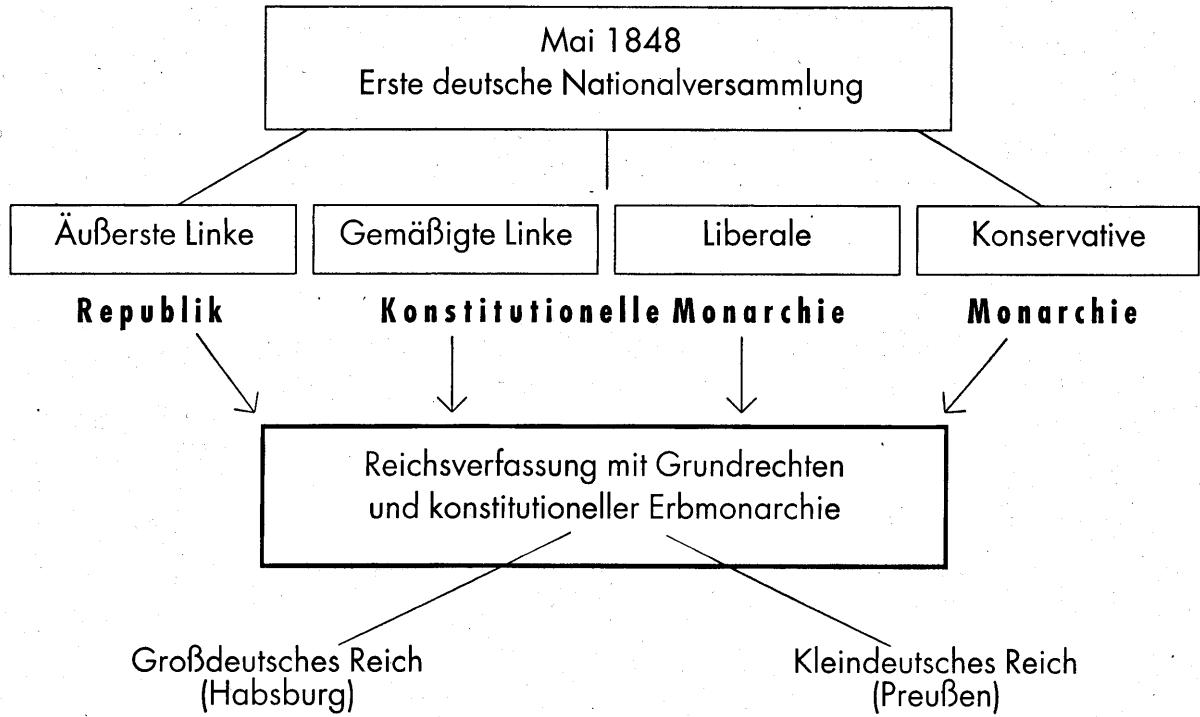 Mai 1848
Erste deutsche Nationalversammlung
Äußerste Linke
Gemäßigte Linke
Liberale
Konservative
Republik
Konstitutionelle Monarchie
Monarchie
Reichsverfassung mit Grundrechten
und konstitutioneller Erbmonarchie
Großdeutsches Reich
(Habsburg)
Kleindeutsches Reich
(Preußen)